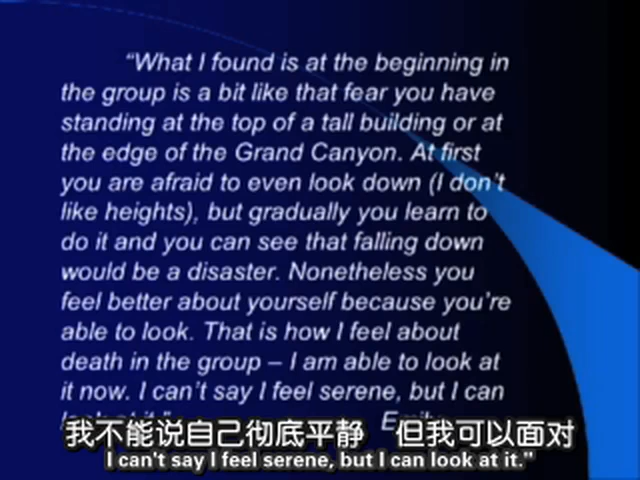 “What I found is at the beginning in
the group is a bit like that fear you have
standing at the top of a tall building or at
the edge of the Grand Canyon. At first
you are afraid to even look down (I don’t
like heights), but gradually you learn to
do it and you can see that falling down
would be a disaster. Nonetheless you
feel better about yourself because you’re
able to look. That is how I feel about
death in the group – I am able to look at
it now. I can’t say I feel serene, but I can
我不能说自己彻底平静 但我可以面对
I can't say I feel serene, but I can look at it."